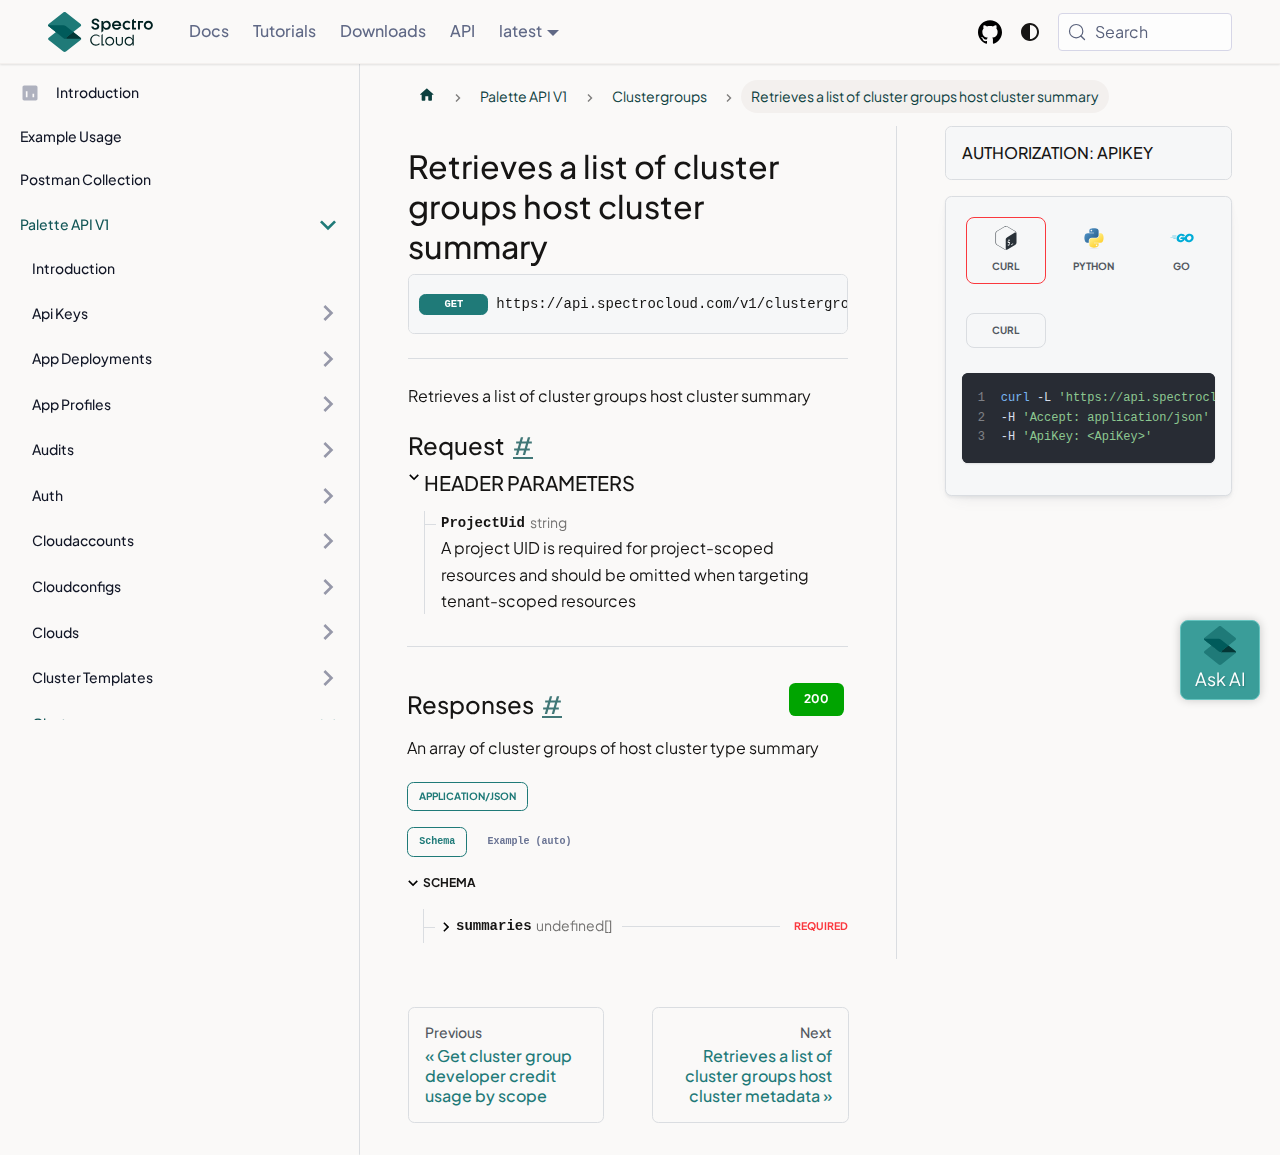 Spectro
Cloud
Docs
Tutorials
Downloads
API
latest
Search
Introduction
Example Usage
Postman Collection
Palette API V1
Introduction
Api Keys
App Deployments
App Profiles
Audits
Auth
Cloudaccounts
Cloudconfigs
Clouds
Cluster Templates
Palette API V1
Clustergroups
Retrieves a list of cluster groups host cluster summary
Retrieves a list of cluster
groups host cluster
summary
GET https://api.spectrocloud.com/v1/clustergro
Retrieves a list of cluster groups host cluster summary
Request #
HEADER PARAMETERS
ProjectUid string
A project UID is required for project-scoped
resources and should be omitted when targeting
tenant-scoped resources
Responses #
200
An array of cluster groups of host cluster type summary
APPLICATION/JSON
Schema
Example (auto)
SCHEMA
summaries undefined[]
REQUIRED
Previous
« Get cluster group
developer credit
usage by scope
Next
Retrieves a list of
cluster groups host
cluster metadata »
AUTHORIZATION: APIKEY
CURL
PYTHON
GO
CURL
1 curl -L 'https://api.spectrocl
2 -H 'Accept: application/json'
3 -H 'ApiKey: <ApiKey>'
Ask AI